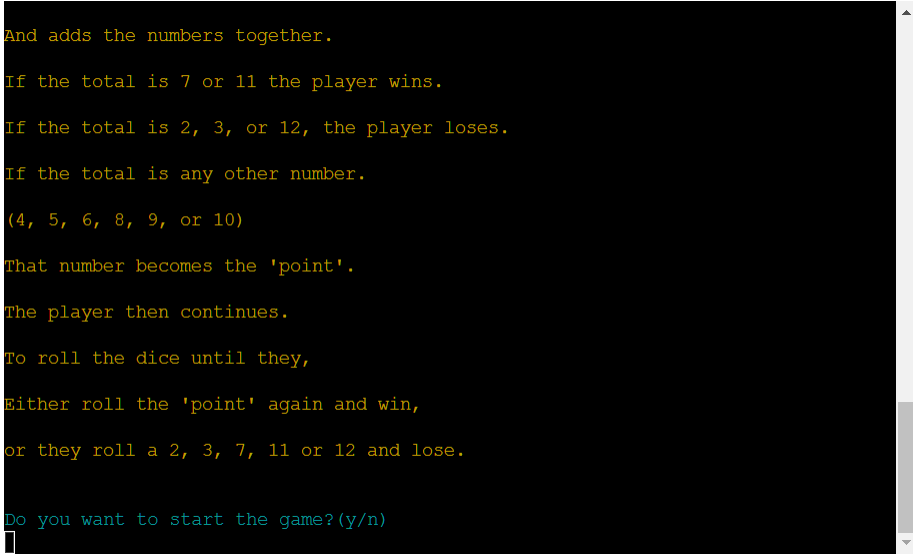 And adds the numbers together.
If the total is 7 or 11 the player wins.
If the total is 2, 3, or 12, the player loses.
If the total is any other number.
(4, 5, 6, 8, 9, or 10)
That number becomes the 'point'.
The player then continues.
To roll the dice until they,
Either roll the 'point' again and win,
or they roll a 2, 3, 7, 11 or 12 and lose.
Do you want to start the game?(y/n)